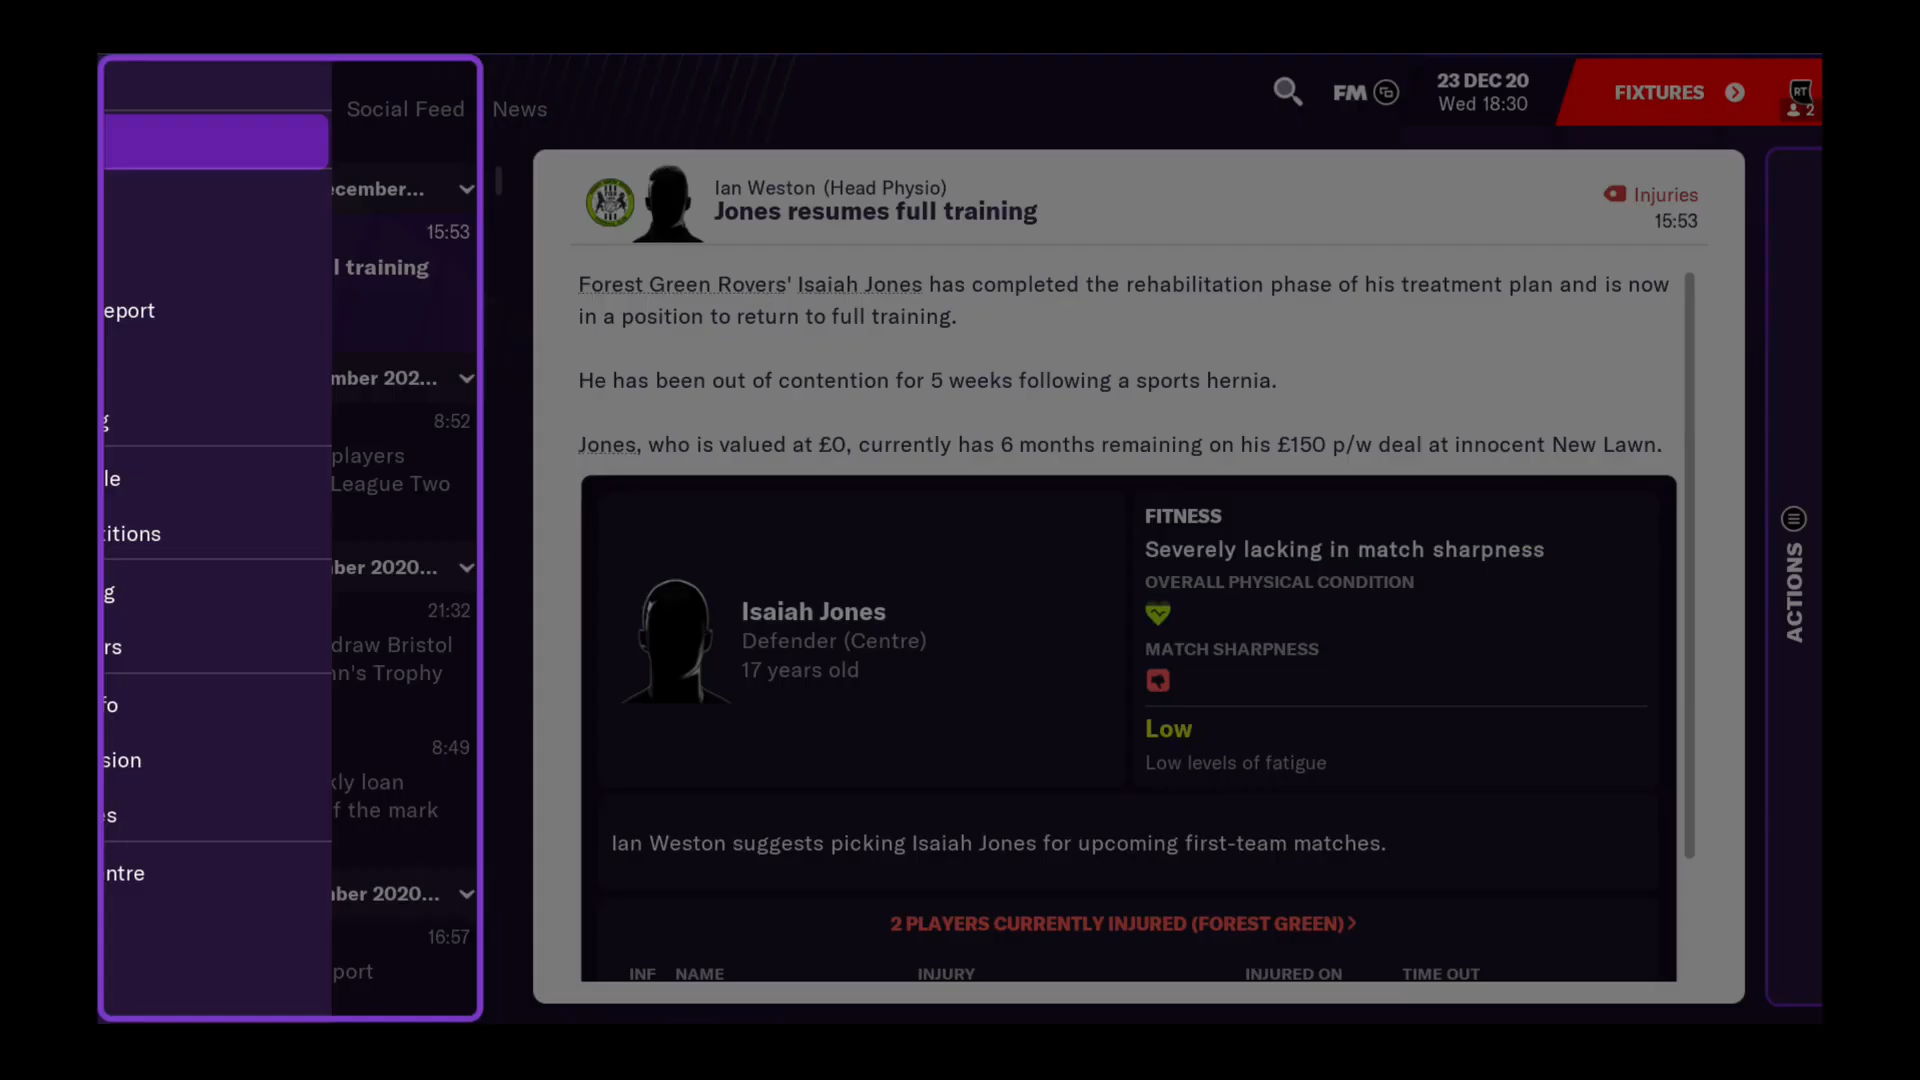 Social Feed
News
FM
23 DEC 20
Wed 18:30
FIXTURES
RT
2
ecember...
15:53
l training
eport
mber 202...
8:52
g
players
League Two
le
titions
ber 2020...
g
21:32
rs
draw Bristol
nn's Trophy
fo
8:49
sion
kly loan
f the mark
es
ntre
ber 2020...
16:57
port
Ian Weston (Head Physio)
Jones resumes full training
Injuries
15:53
Forest Green Rovers' Isaiah Jones has completed the rehabilitation phase of his treatment plan and is now
in a position to return to full training.
He has been out of contention for 5 weeks following a sports hernia.
Jones, who is valued at £0, currently has 6 months remaining on his £150 p/w deal at innocent New Lawn.
Isaiah Jones
Defender (Centre)
17 years old
FITNESS
Severely lacking in match sharpness
OVERALL PHYSICAL CONDITION
MATCH SHARPNESS
Low
Low levels of fatigue
Ian Weston suggests picking Isaiah Jones for upcoming first-team matches.
2 PLAYERS CURRENTLY INJURED (FOREST GREEN) >
INF NAME INJURY INJURED ON TIME OUT
ACTIONS